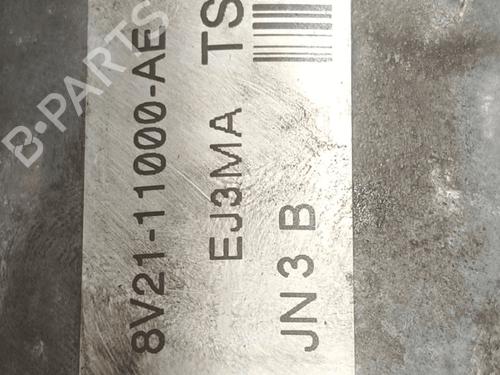 8V21-11000-AE
EJ3MA TS
JN 3 B
B-PARTS